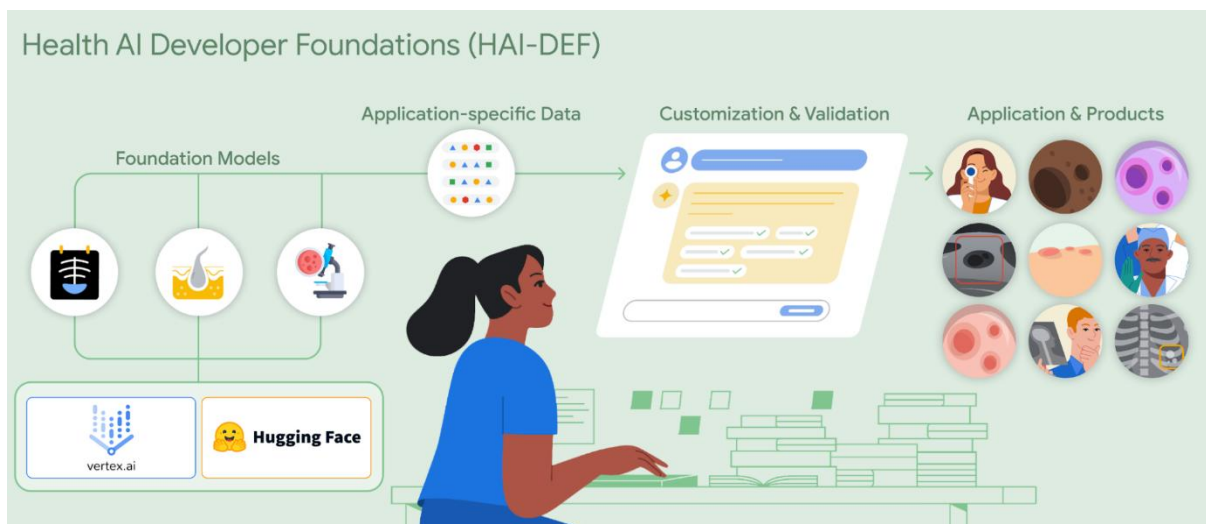 Health AI Developer Foundations (HAI-DEF)
Application-specific Data
Customization & Validation
Application & Products
Foundation Models
vertex.ai
Hugging Face